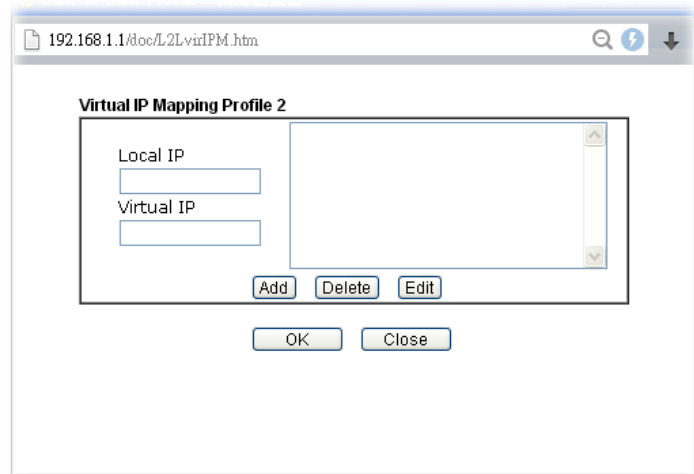 192.168.1.1/doc/L2LvirIPM.htm
Virtual IP Mapping Profile 2
Local IP
Virtual IP
Add Delete Edit
OK Close